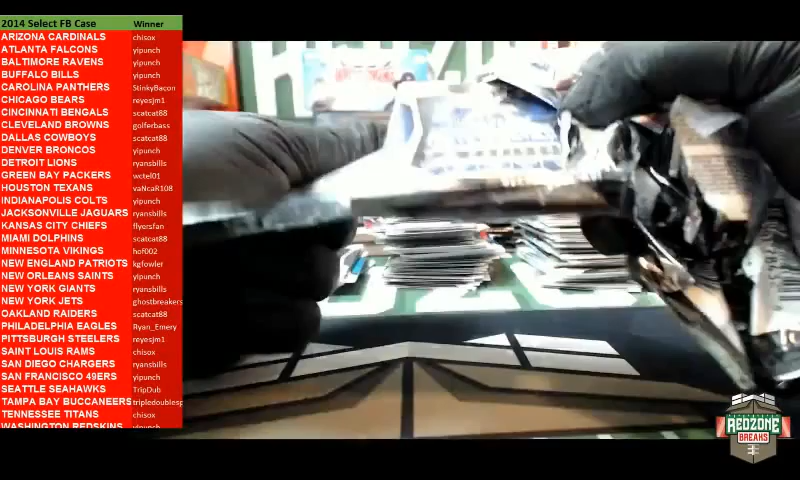 2014 Select FB Case Winner
ARIZONA CARDINALS chisox
ATLANTA FALCONS yipunch
BALTIMORE RAVENS yipunch
BUFFALO BILLS yipunch
CAROLINA PANTHERS StinkyBacon
CHICAGO BEARS reyesjm1
CINCINNATI BENGALS scatcat88
CLEVELAND BROWNS golferbass
DALLAS COWBOYS scatcat88
DENVER BRONCOS yipunch
DETROIT LIONS ryansbills
GREEN BAY PACKERS wctel01
HOUSTON TEXANS vaNcaR108
INDIANAPOLIS COLTS yipunch
JACKSONVILLE JAGUARS ryansbills
KANSAS CITY CHIEFS flyersfan
MIAMI DOLPHINS scatcat88
MINNESOTA VIKINGS hof002
NEW ENGLAND PATRIOTS kgfowler
NEW ORLEANS SAINTS yipunch
NEW YORK GIANTS ryansbills
NEW YORK JETS ghostbreakers
OAKLAND RAIDERS scatcat88
PHILADELPHIA EAGLES Ryan_Emery
PITTSBURGH STEELERS reyesjm1
SAINT LOUIS RAMS chisox
SAN DIEGO CHARGERS ryansbills
SAN FRANCISCO 49ERS yipunch
SEATTLE SEAHAWKS TripDub
TAMPA BAY BUCCANEERS tripledoublesp
TENNESSEE TITANS chisox
WASHINGTON REDSKINS yipunch
REDZONE
BREAKS